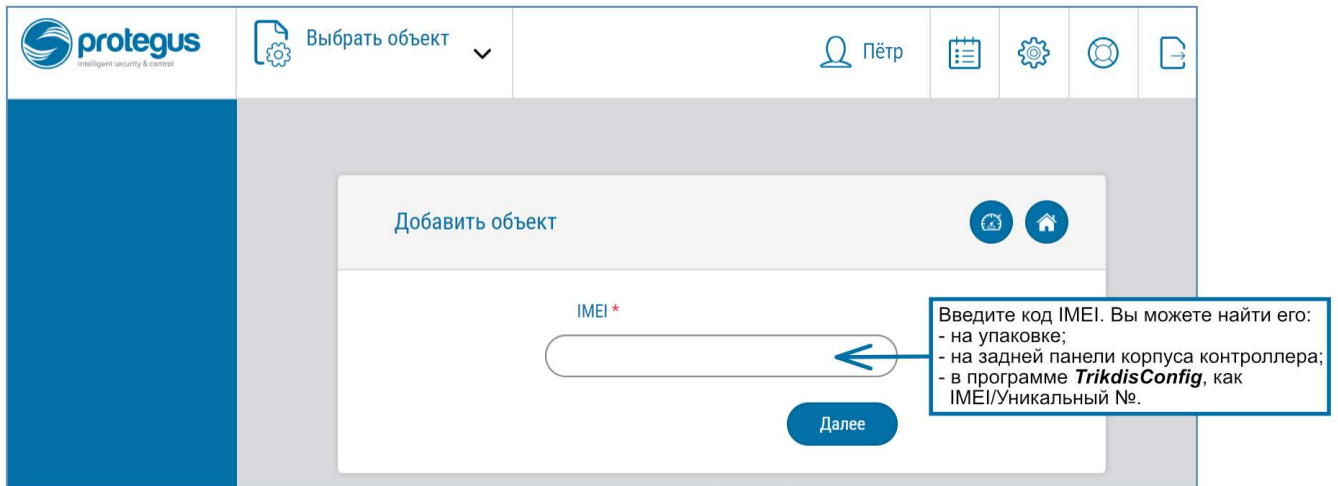 protegus
intelligent security & control
Выбрать объект
Пётр
Добавить объект
IMEI *
Введите код IMEI. Вы можете найти его:
- на упаковке;
- на задней панели корпуса контроллера;
- в программе TrikdisConfig, как
IMEI/Уникальный №.
Далее